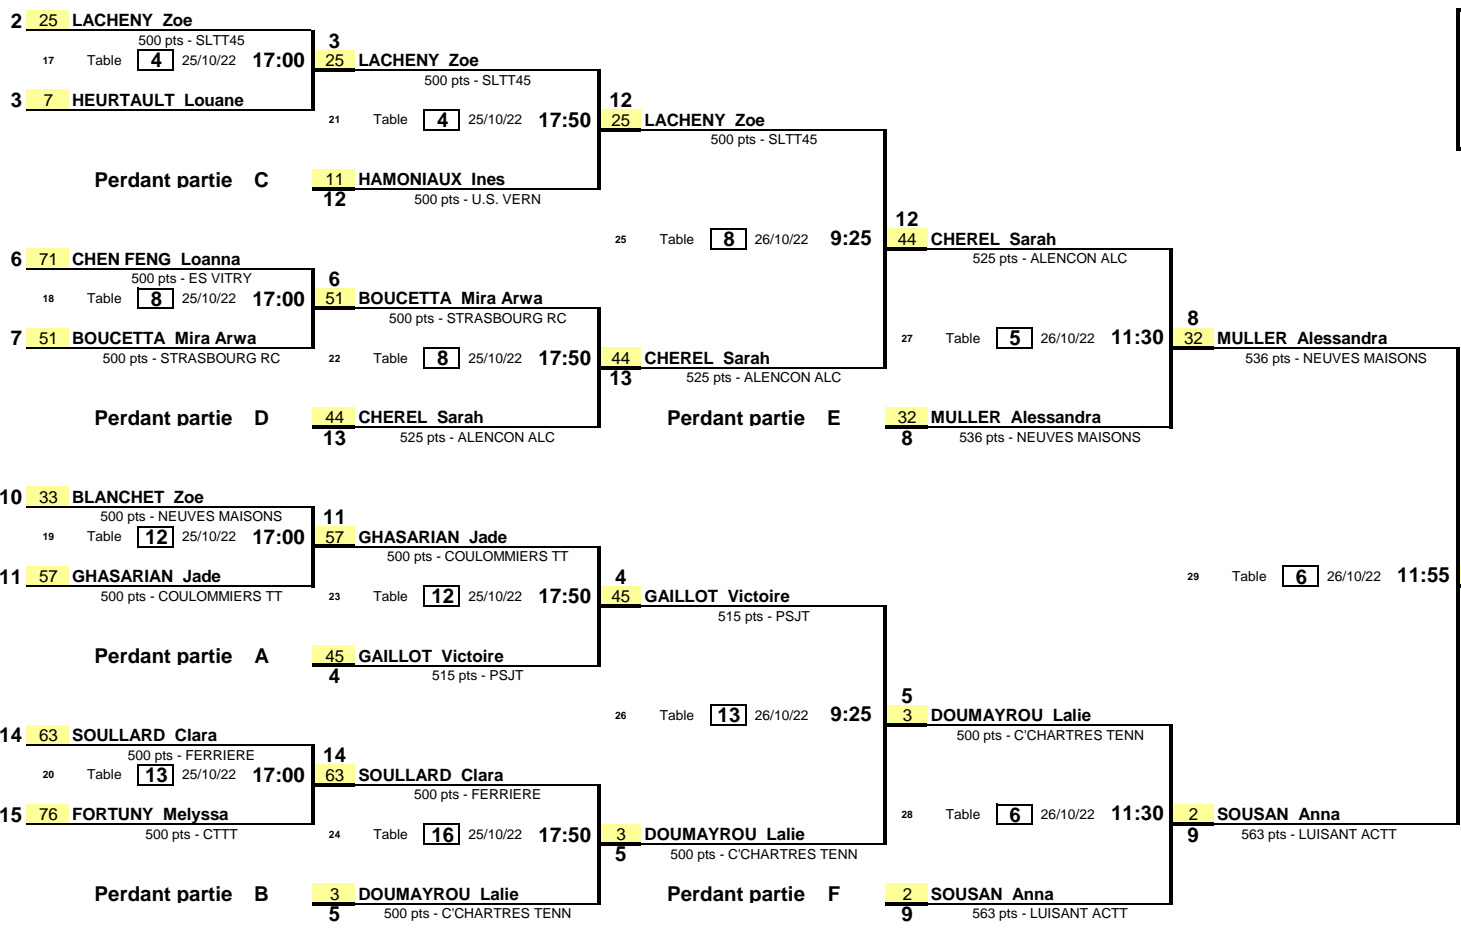 2 25 LACHENY Zoe
500 pts - SLTT45
17 Table 4 25/10/22 17:00
3 7 HEURTAULT Louane
3
25 LACHENY Zoe
500 pts - SLTT45
21 Table 4 25/10/22 17:50
Perdant partie C
11 HAMONIAUX Ines
12 500 pts - U.S. VERN
12
25 LACHENY Zoe
500 pts - SLTT45
25 Table 8 26/10/22 9:25
6 71 CHEN FENG Loanna
500 pts - ES VITRY
18 Table 8 25/10/22 17:00
7 51 BOUCETTA Mira Arwa
500 pts - STRASBOURG RC
6
51 BOUCETTA Mira Arwa
500 pts - STRASBOURG RC
22 Table 8 25/10/22 17:50
Perdant partie D
44 CHEREL Sarah
13 525 pts - ALENCON ALC
44 CHEREL Sarah
13 525 pts - ALENCON ALC
12
44 CHEREL Sarah
525 pts - ALENCON ALC
27 Table 5 26/10/22 11:30
Perdant partie E
32 MULLER Alessandra
8 536 pts - NEUVES MAISONS
8
32 MULLER Alessandra
536 pts - NEUVES MAISONS
10 33 BLANCHET Zoe
500 pts - NEUVES MAISONS
19 Table 12 25/10/22 17:00
11 57 GHASARIAN Jade
500 pts - COULOMMIERS TT
11
57 GHASARIAN Jade
500 pts - COULOMMIERS TT
23 Table 12 25/10/22 17:50
Perdant partie A
45 GAILLOT Victoire
4 515 pts - PSJT
4
45 GAILLOT Victoire
515 pts - PSJT
26 Table 13 26/10/22 9:25
29 Table 6 26/10/22 11:55
14 63 SOULLARD Clara
500 pts - FERRIERE
20 Table 13 25/10/22 17:00
15 76 FORTUNY Melyssa
500 pts - CTTT
14
63 SOULLARD Clara
500 pts - FERRIERE
24 Table 16 25/10/22 17:50
Perdant partie B
3 DOUMAYROU Lalie
5 500 pts - C'CHARTRES TENN
3 DOUMAYROU Lalie
5 500 pts - C'CHARTRES TENN
5
3 DOUMAYROU Lalie
500 pts - C'CHARTRES TENN
28 Table 6 26/10/22 11:30
Perdant partie F
2 SOUSAN Anna
9 563 pts - LUISANT ACTT
2 SOUSAN Anna
9 563 pts - LUISANT ACTT